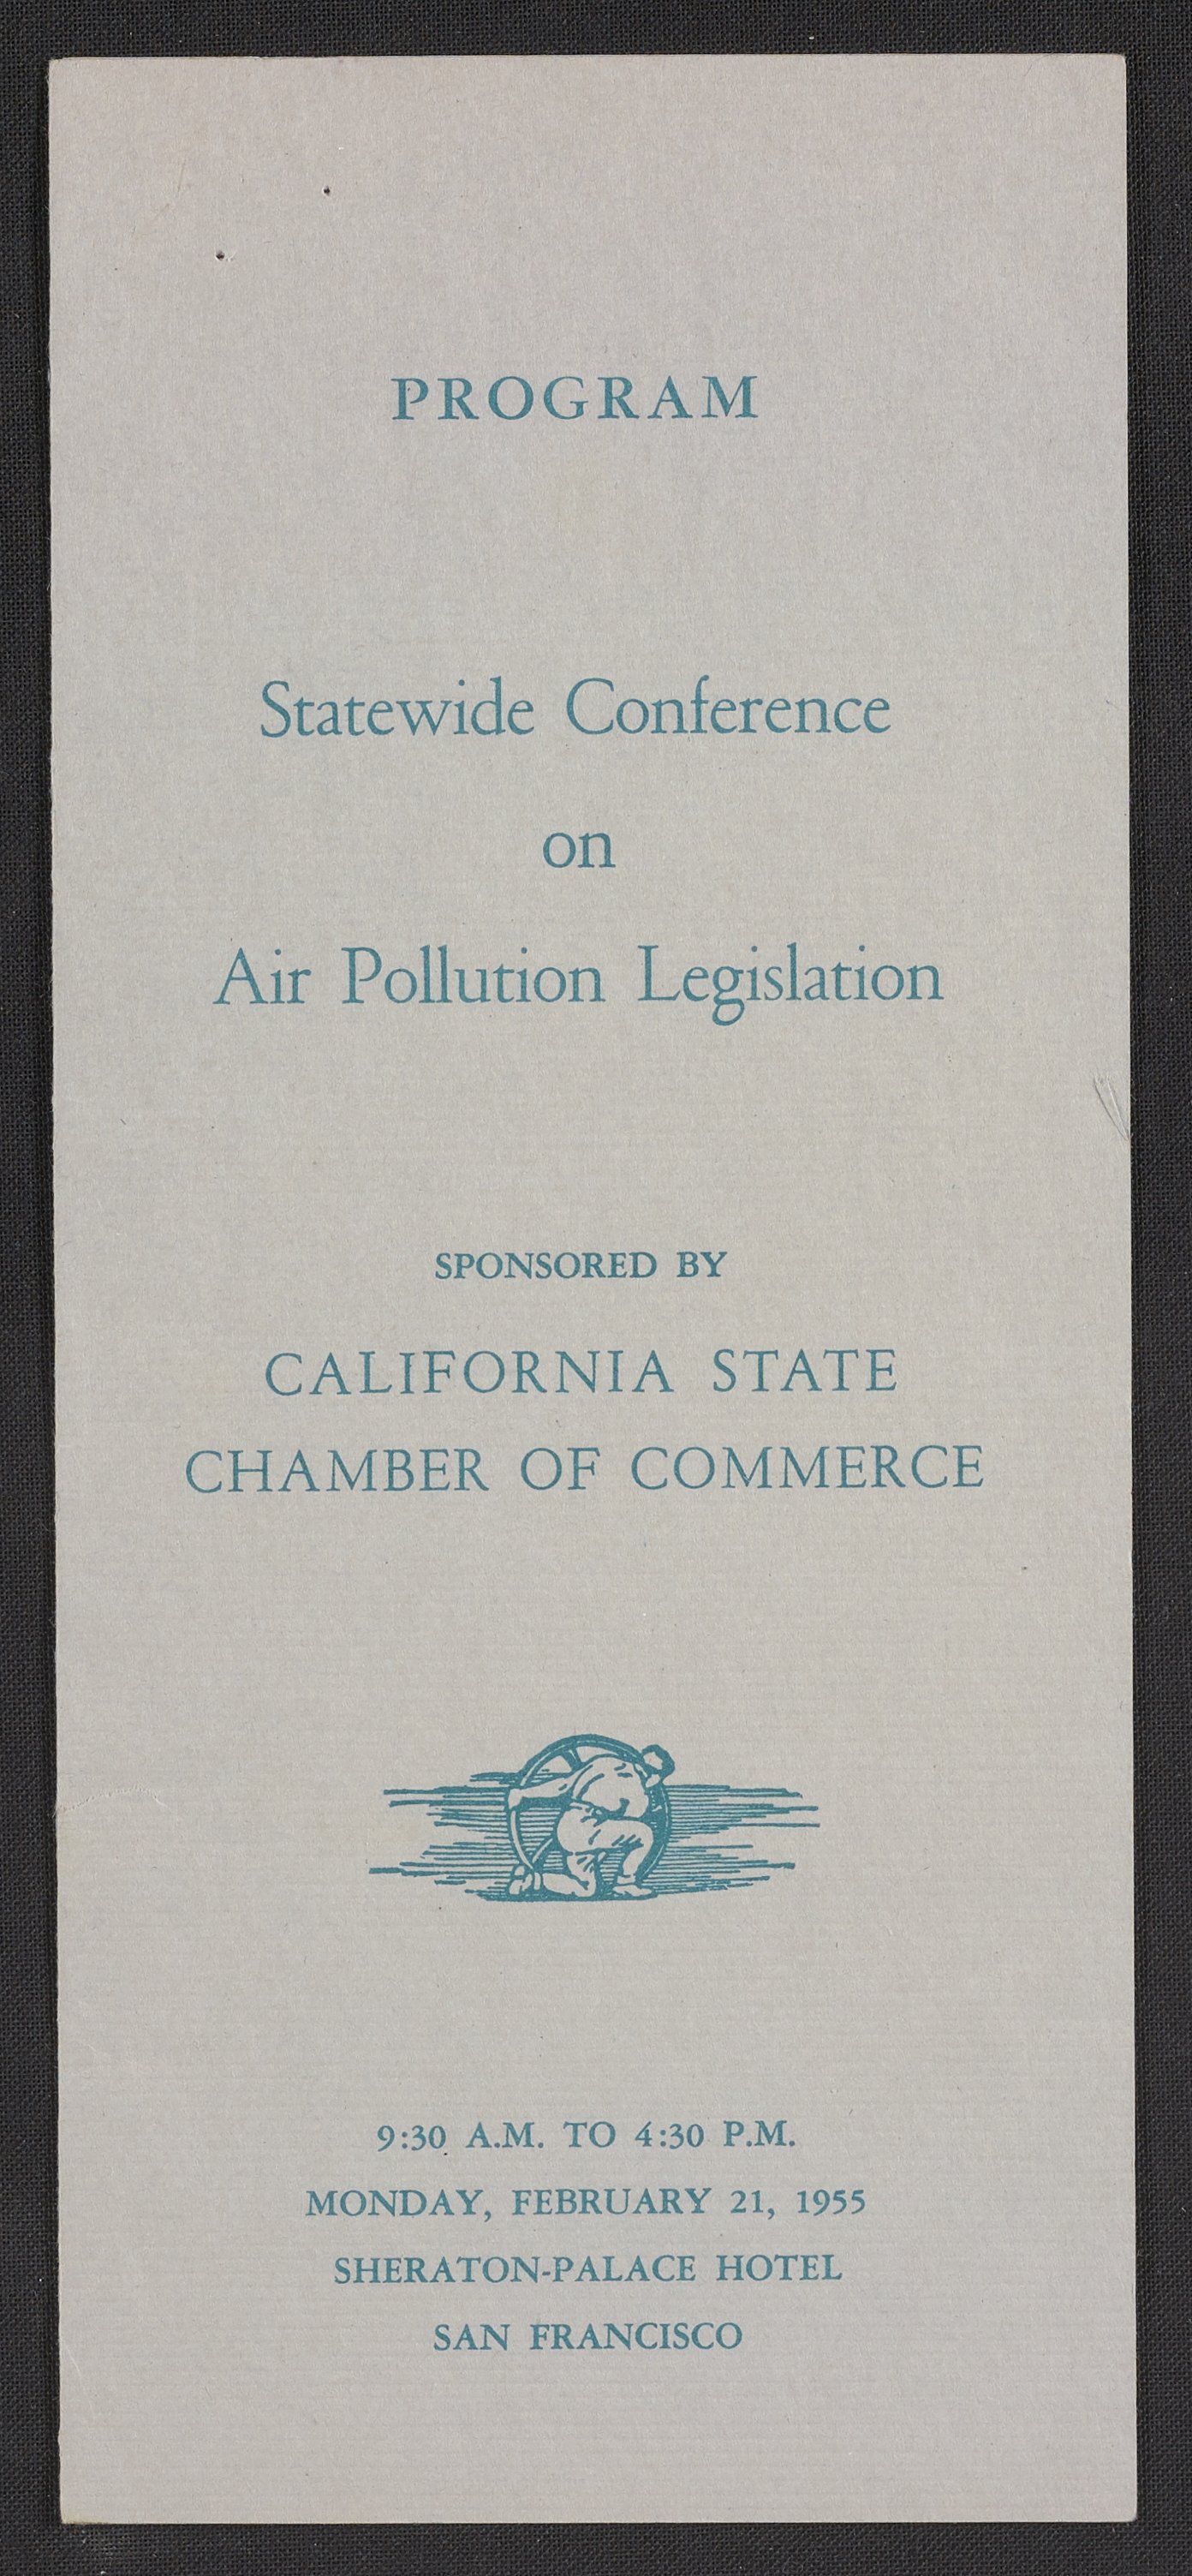 PROGRAM
Statewide Conference
on
Air Pollution Legislation
SPONSORED BY
CALIFORNIA STATE
CHAMBER OF COMMERCE
9:30 A.M. TO 4:30 P.M.
MONDAY, FEBRUARY 21, 1955
SHERATON-PALACE HOTEL
SAN FRANCISCO